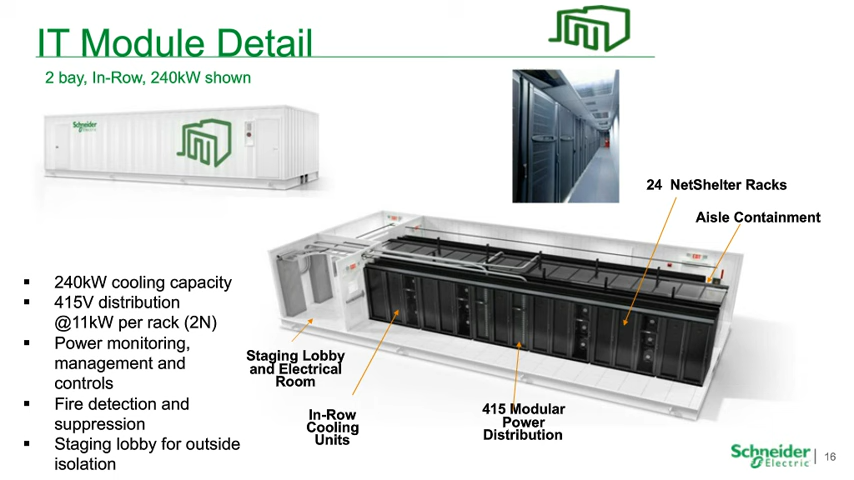 IT Module Detail
2 bay, In-Row, 240kW shown
Schneider
Electric
24 NetShelter Racks
Aisle Containment
▪ 240kW cooling capacity
▪ 415V distribution
@11kW per rack (2N)
▪ Power monitoring,
management and
controls
▪ Fire detection and
suppression
▪ Staging lobby for outside
isolation
Staging Lobby
and Electrical
Room
In-Row
Cooling
Units
415 Modular
Power
Distribution
Schneider
Electric
16